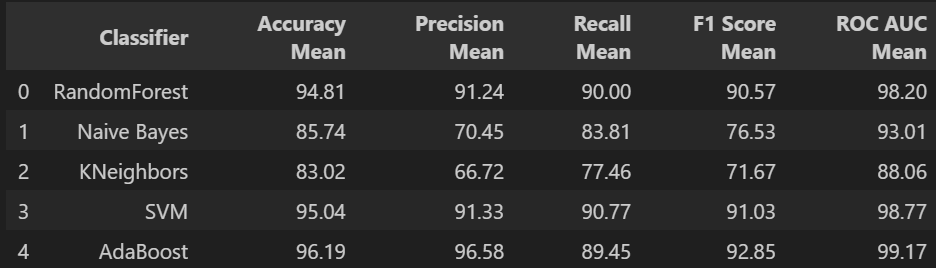 Classifier Accuracy Mean Precision Mean Recall Mean F1 Score Mean ROC AUC Mean
0 RandomForest 94.81 91.24 90.00 90.57 98.20
1 Naive Bayes 85.74 70.45 83.81 76.53 93.01
2 KNeighbors 83.02 66.72 77.46 71.67 88.06
3 SVM 95.04 91.33 90.77 91.03 98.77
4 AdaBoost 96.19 96.58 89.45 92.85 99.17